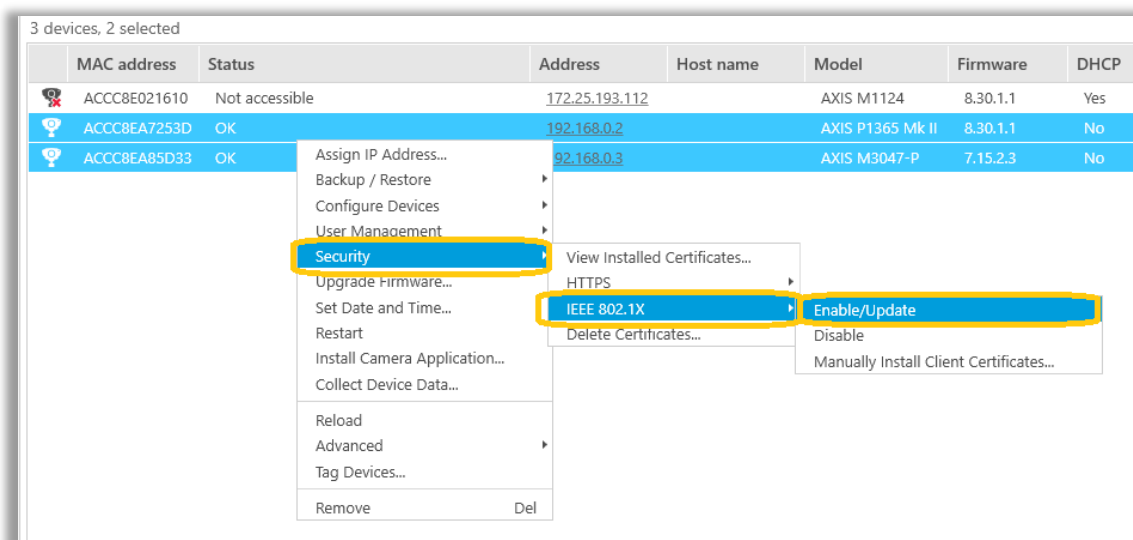 3 devices, 2 selected
MAC address Status Address Host name Model Firmware DHCP
ACCC8E021610 Not accessible 172.25.193.112 AXIS M1124 8.30.1.1 Yes
ACCC8EA7253D OK 192.168.0.2 AXIS P1365 Mk II 8.30.1.1 No
ACCC8EA85D33 OK 92.168.0.3 AXIS M3047-P 7.15.2.3 No
Assign IP Address...
Backup / Restore
Configure Devices
User Management
Security
Upgrade Firmware...
Set Date and Time...
Restart
Install Camera Application...
Collect Device Data...
Reload
Advanced
Tag Devices...
Remove Del
View Installed Certificates...
HTTPS
IEEE 802.1X
Delete Certificates...
Enable/Update
Disable
Manually Install Client Certificates...